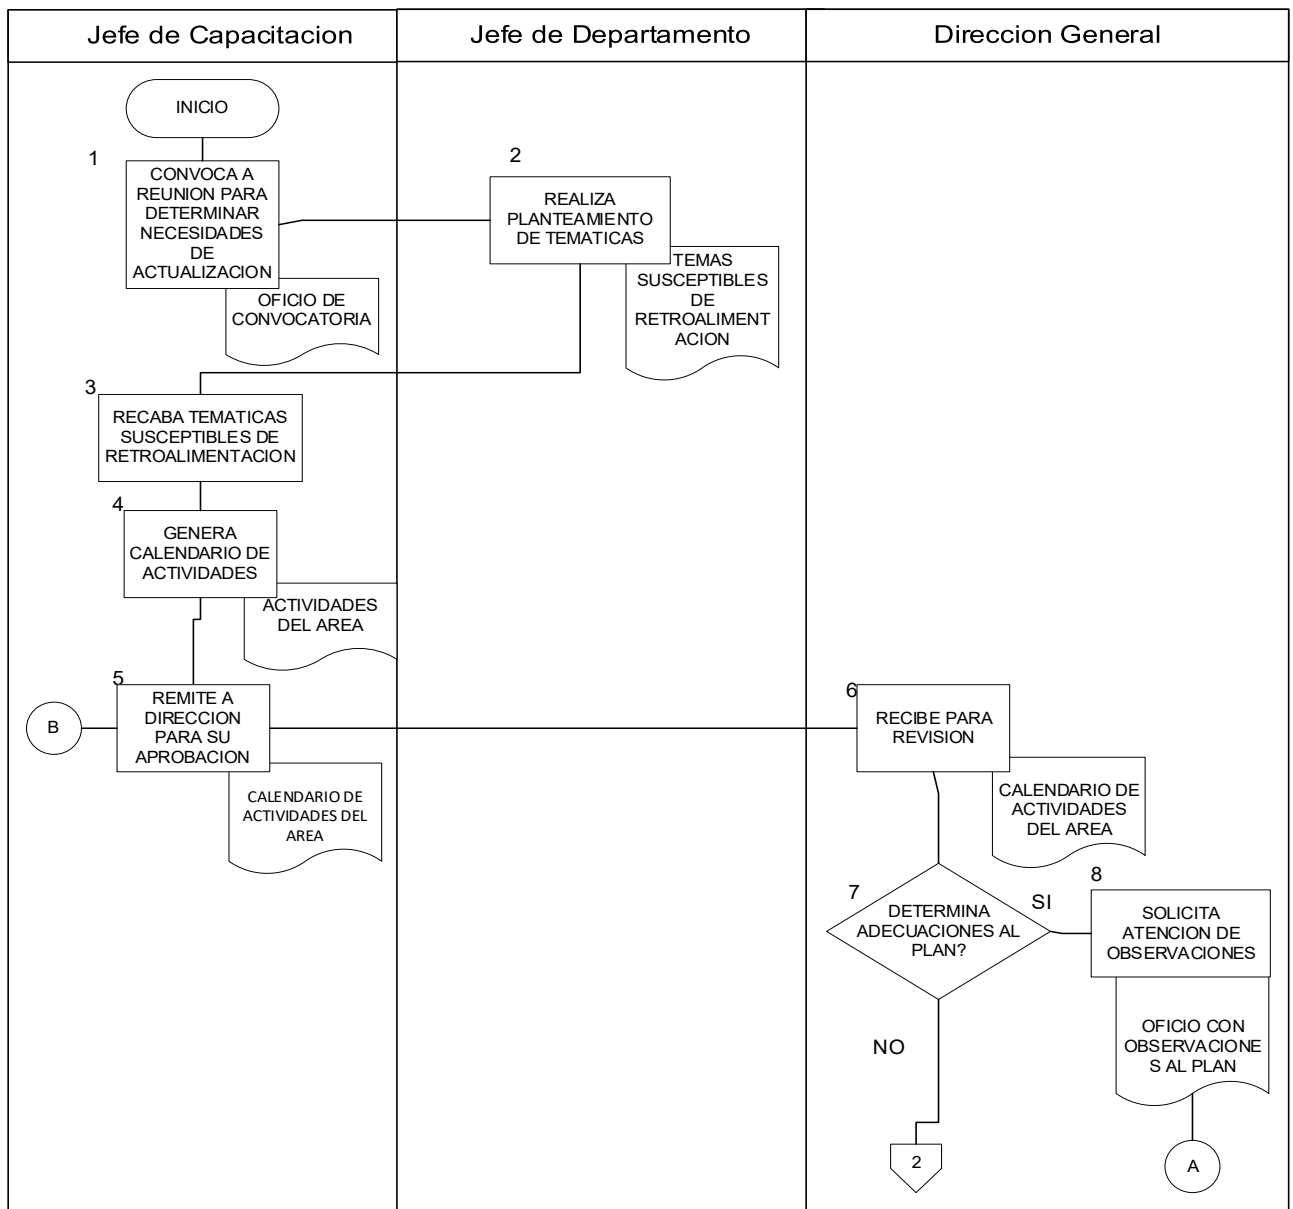 Jefe de Capacitacion
Jefe de Departamento
Direccion General
INICIO
1
CONVOCA A
REUNION PARA
DETERMINAR
NECESIDADES
DE
ACTUALIZACION
OFICIO DE
CONVOCATORIA
2
REALIZA
PLANTEAMIENTO
DE TEMATICAS
TEMAS
SUSCEPTIBLES
DE
RETROALIMENT
ACION
3
RECABA TEMATICAS
SUSCEPTIBLES DE
RETROALIMENTACION
4
GENERA
CALENDARIO DE
ACTIVIDADES
ACTIVIDADES
DEL AREA
5
B
REMITE A
DIRECCION
PARA SU
APROBACION
CALENDARIO DE
ACTIVIDADES DEL
AREA
6
RECIBE PARA
REVISION
CALENDARIO DE
ACTIVIDADES
DEL AREA
7
DETERMINA
ADECUACIONES AL
PLAN?
SI
8
SOLICITA
ATENCION DE
OBSERVACIONES
OFICIO CON
OBSERVACIONE
S AL PLAN
NO
2
A